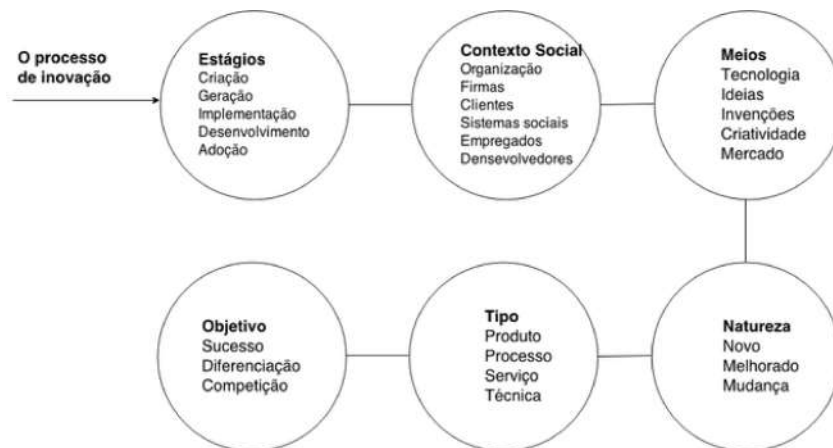 O processo
de inovação
Estágios
Criação
Geração
Implementação
Desenvolvimento
Adoção
Contexto Social
Organização
Firmas
Clientes
Sistemas sociais
Empregados
Densevolvedores
Meios
Tecnologia
Ideias
Invenções
Criatividade
Mercado
Objetivo
Sucesso
Diferenciação
Competição
Tipo
Produto
Processo
Serviço
Técnica
Natureza
Novo
Melhorado
Mudança